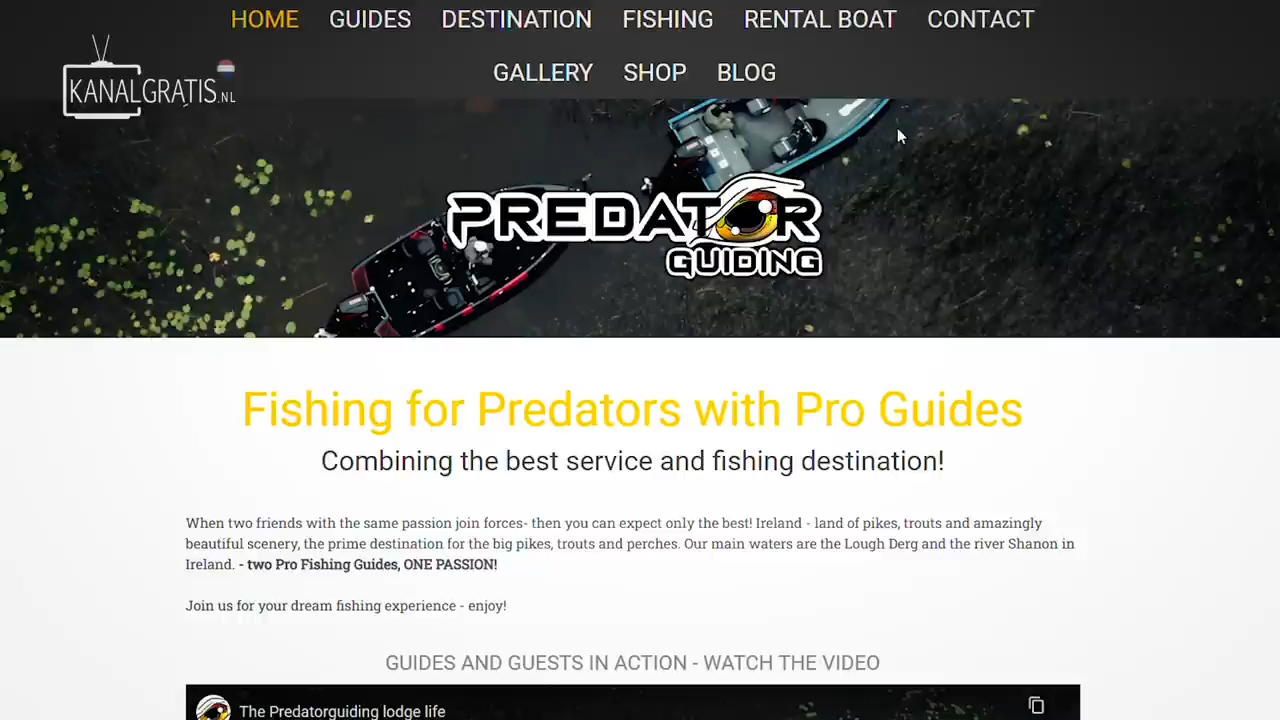 HOME GUIDES DESTINATION FISHING RENTAL BOAT CONTACT
GALLERY SHOP BLOG
KANALGRATIS.NL
PREDATOR
GUIDING
Fishing for Predators with Pro Guides
Combining the best service and fishing destination!
When two friends with the same passion join forces- then you can expect only the best! Ireland - land of pikes, trouts and amazingly
beautiful scenery, the prime destination for the big pikes, trouts and perches. Our main waters are the Lough Derg and the river Shanon in
Ireland. - two Pro Fishing Guides, ONE PASSION!
Join us for your dream fishing experience - enjoy!
GUIDES AND GUESTS IN ACTION - WATCH THE VIDEO
The Predatorguiding lodge life